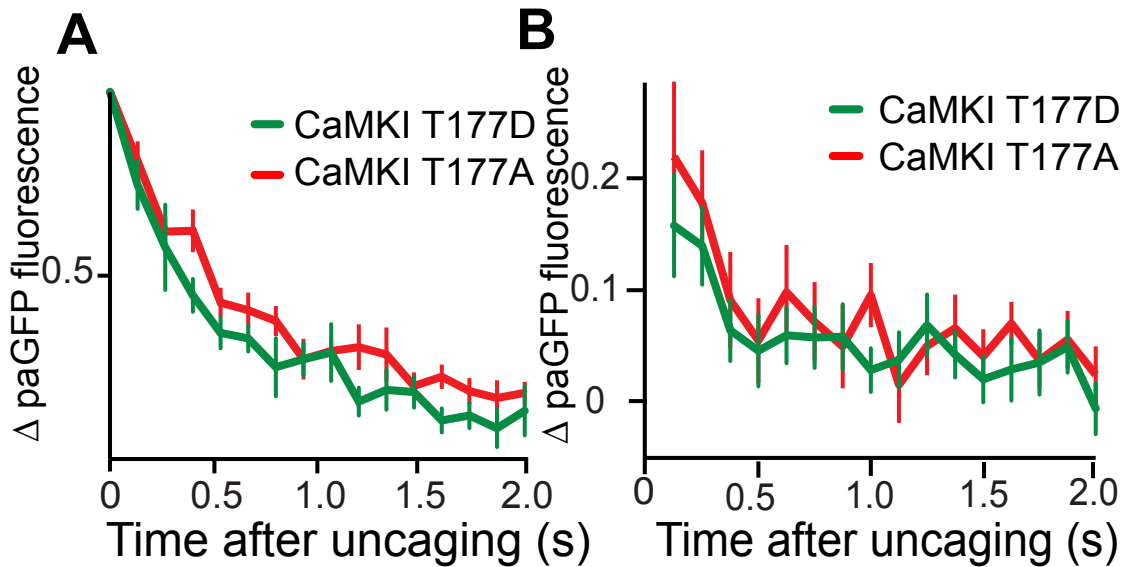 A
Δ paGFP fluorescence
CaMKI T177D
CaMKI T177A
0.5
0
0.5
1.0
1.5
2.0
Time after uncaging (s)
B
Δ paGFP fluorescence
CaMKI T177D
CaMKI T177A
0.2
0.1
0
0
0.5
1.0
1.5
2.0
Time after uncaging (s)